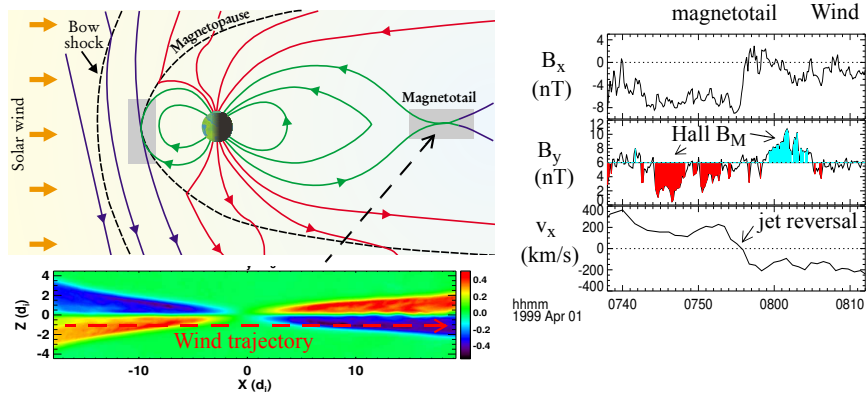 Bow
shock
Magnetopause
Solar wind
Magnetotail
magnetotail Wind
B_x
(nT)
4
0
-4
-8
B_y
(nT)
12
10
8
6
4
2
0
Hall B_M
v_x
(km/s)
400
200
0
-200
-400
jet reversal
hhmm
1999 Apr 01
0740 0750 0800 0810
Z (d_i)
4
2
0
-2
-4
Wind trajectory
-10 0 10
X (d_i)
0.4
0.2
0.0
-0.2
-0.4